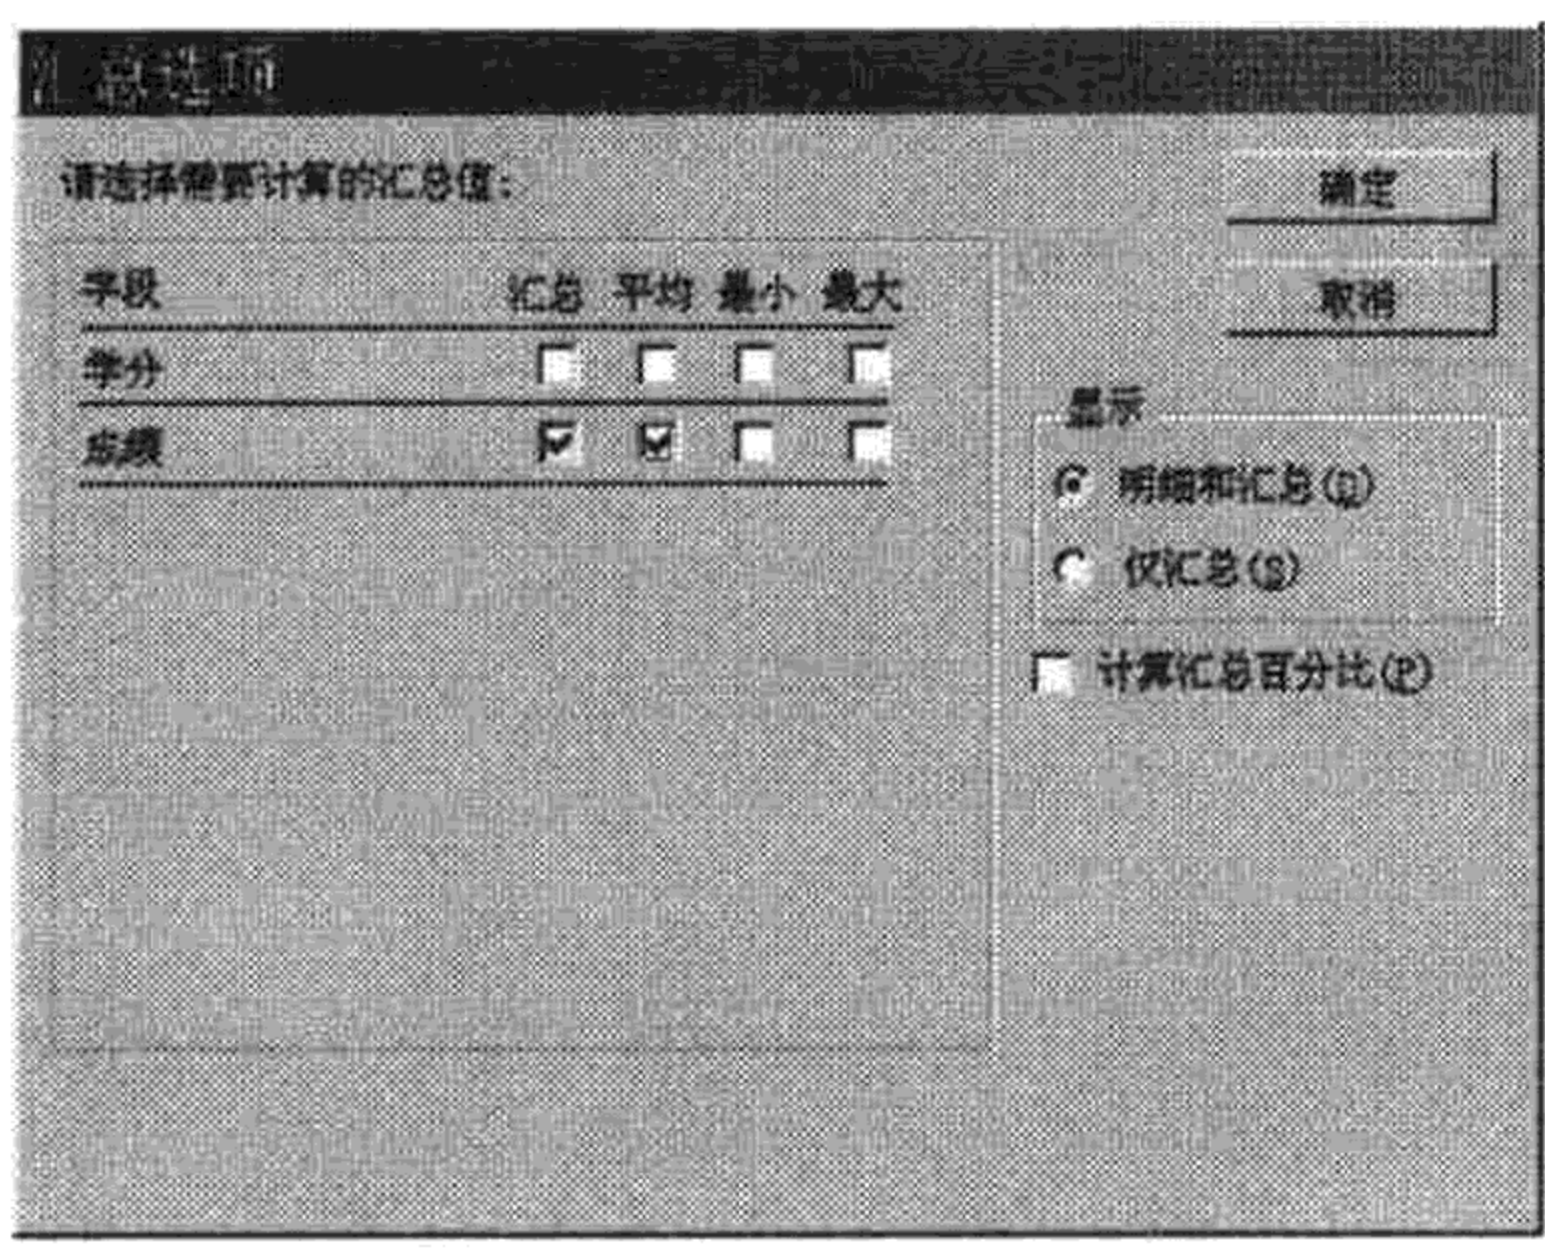 总选项
请选择需要计算的汇总值:
确定
取消
字段 汇总 平均 最小 最大
学分
成绩
显示
明细和汇总(D)
仅汇总(S)
计算汇总百分比(P)